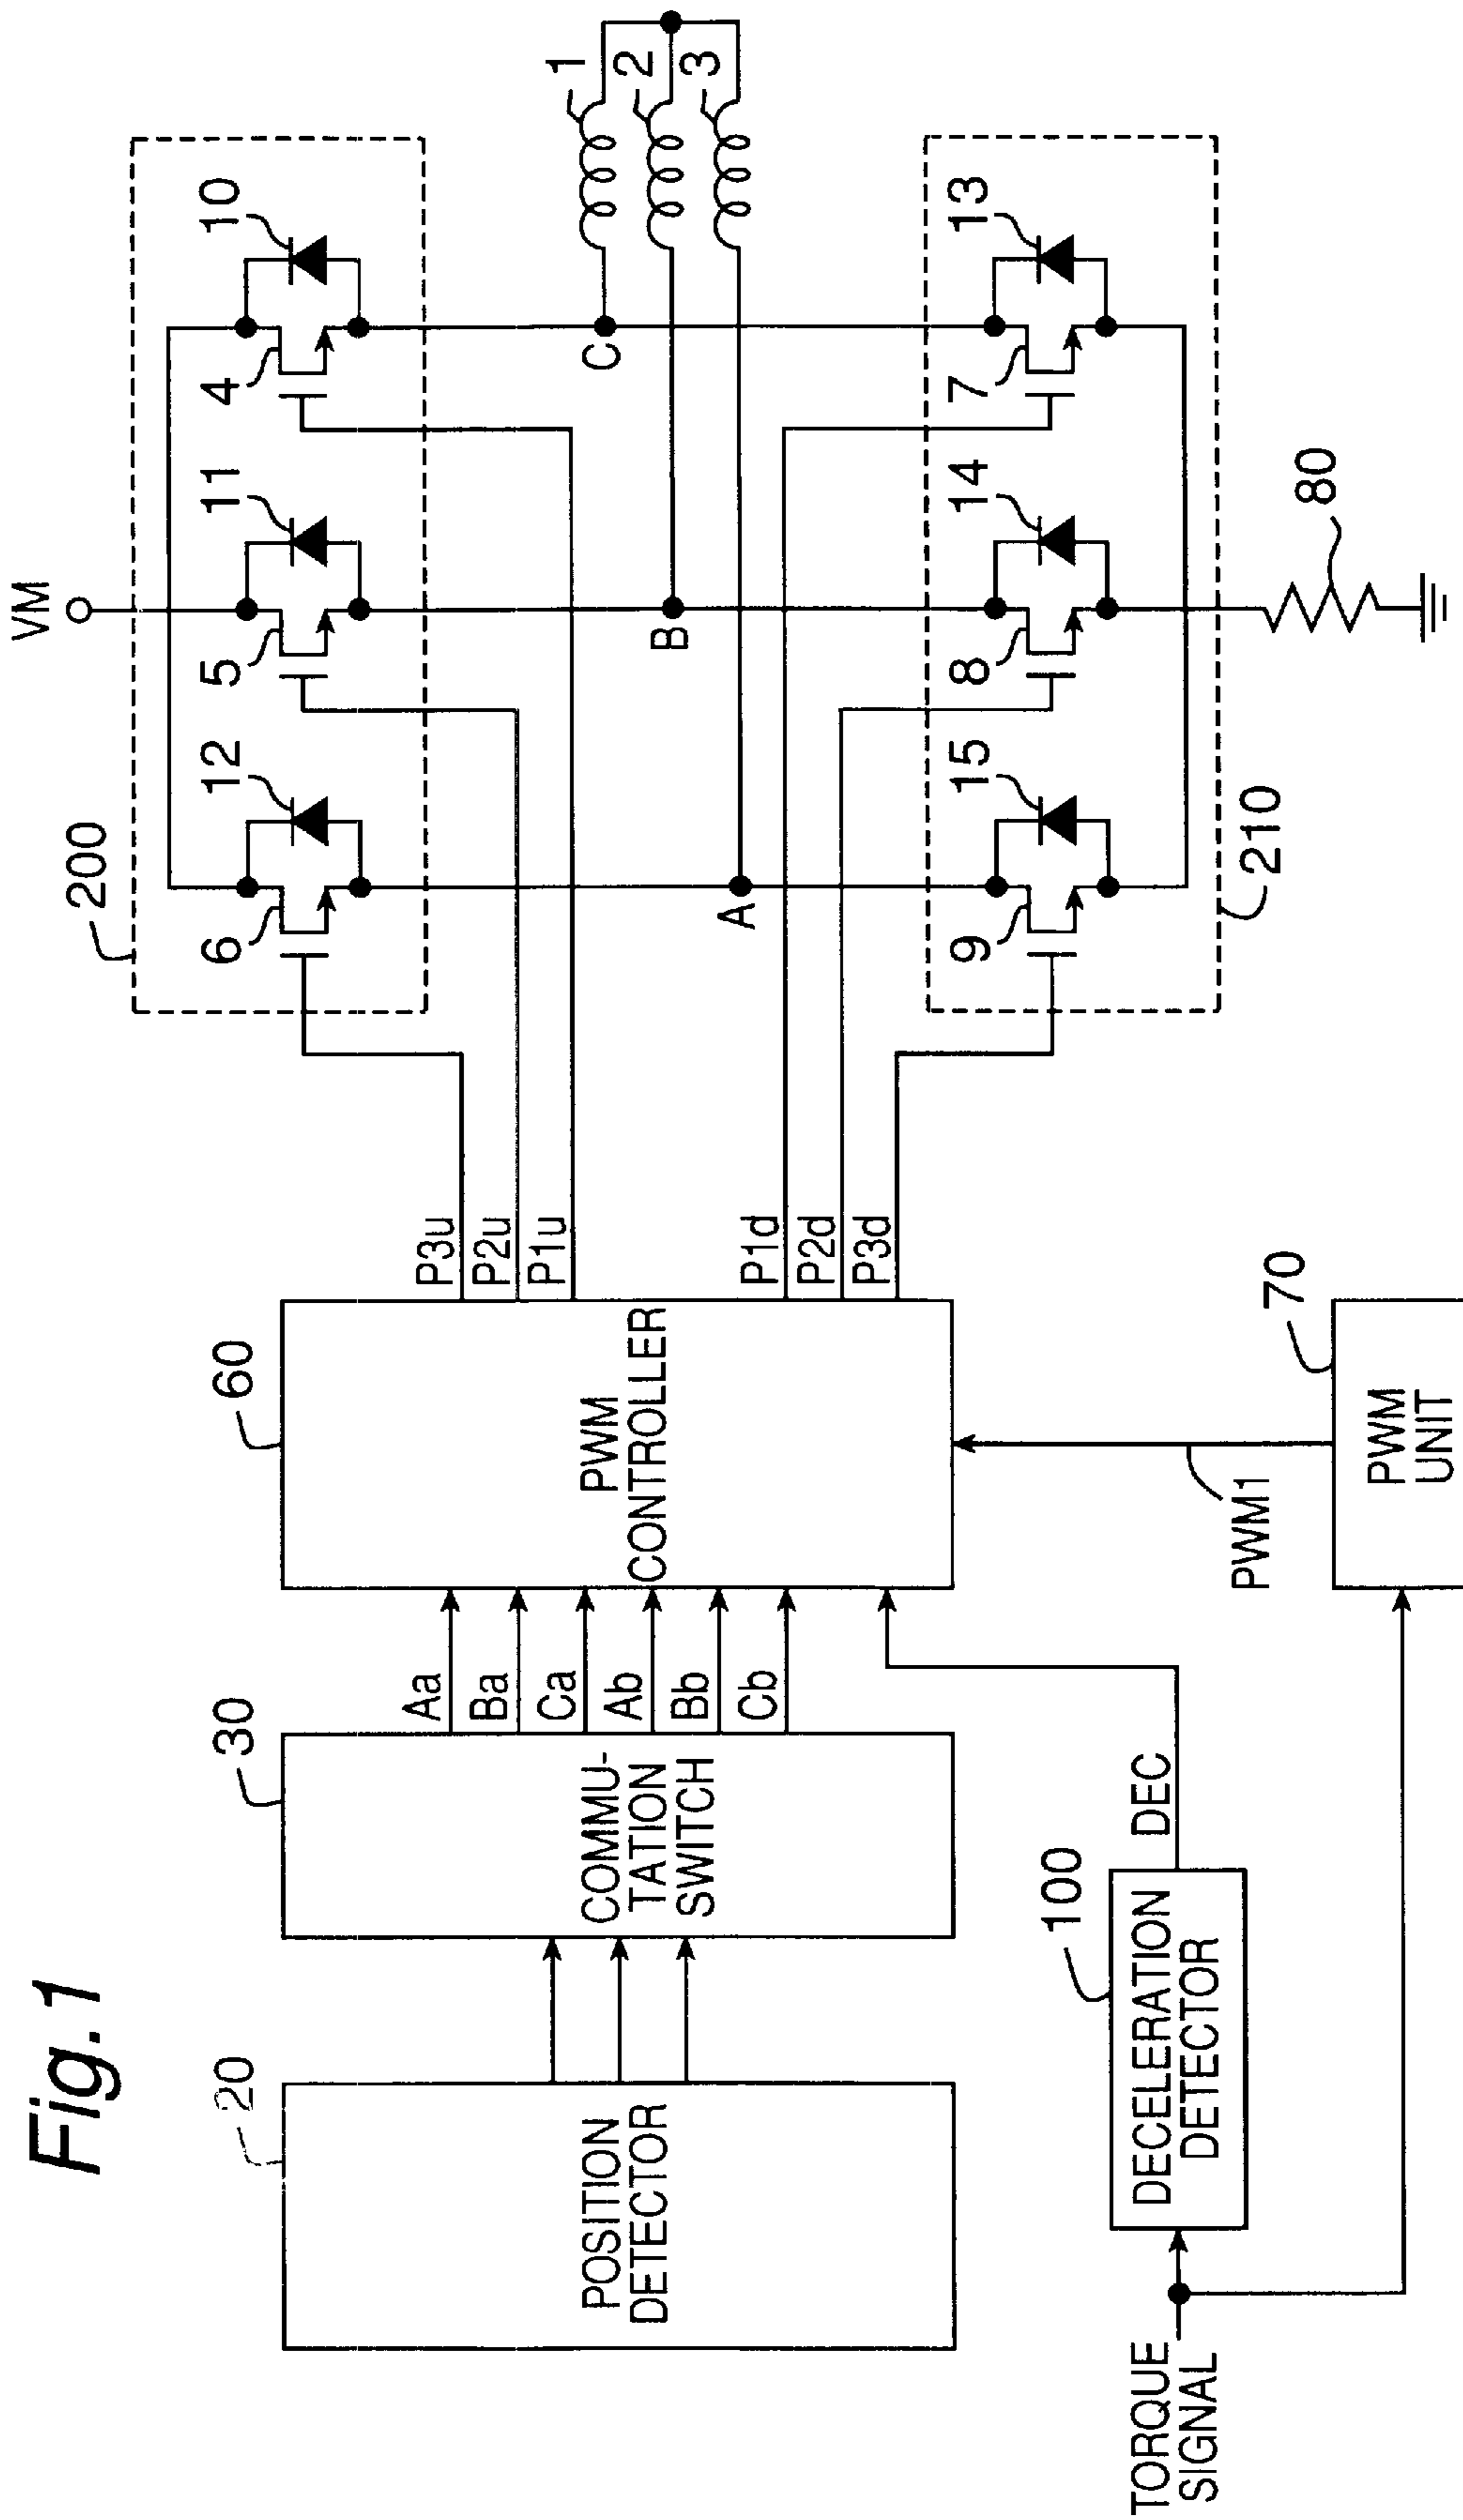 Fig.1
VM
200
12
11
10
6
5
4
20
30
60
P3u
P2u
P1u
1
2
3
C
B
A
POSITION
DETECTOR
COMMU-
TATION
SWITCH
Aa
Ba
Ca
Ab
Bb
Cb
PWM
CONTROLLER
P1d
P2d
P3d
15
14
13
9
8
7
210
80
100
DEC
DECELERATION
DETECTOR
TORQUE
SIGNAL
PWM1
70
PWM
UNIT